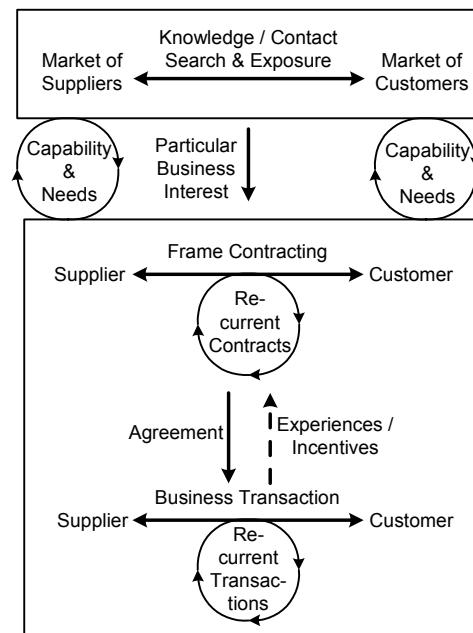 Knowledge / Contact
Search & Exposure
Market of
Suppliers
Market of
Customers
Capability
&
Needs
Particular
Business
Interest
Capability
&
Needs
Frame Contracting
Supplier
Customer
Re-
current
Contracts
Agreement
Experiences /
Incentives
Business Transaction
Supplier
Customer
Re-
current
Transac-
tions